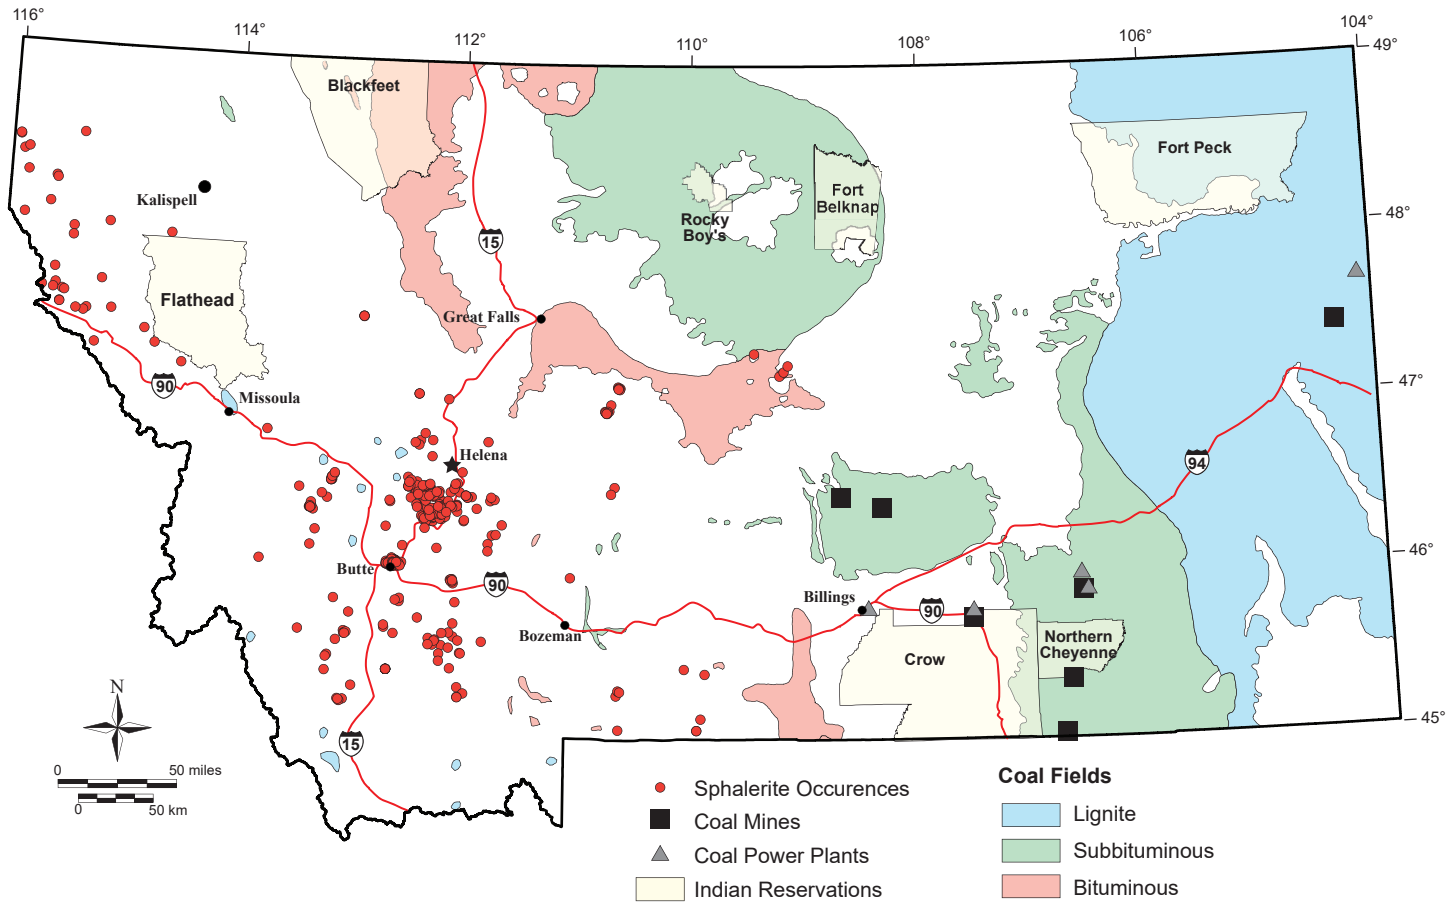 116°
114°
112°
110°
108°
106°
104°
49°
Blackfeet
Fort Peck
Kalispell
Fort
Belknap
Rocky
Boy's
48°
15
Flathead
Great Falls
90
47°
Missoula
Helena
94
46°
Butte
90
Billings
90
Bozeman
Northern
Cheyenne
Crow
N
45°
15
0
50 miles
0
50 km
Sphalerite Occurences
Coal Mines
Coal Power Plants
Indian Reservations
Coal Fields
Lignite
Subbituminous
Bituminous